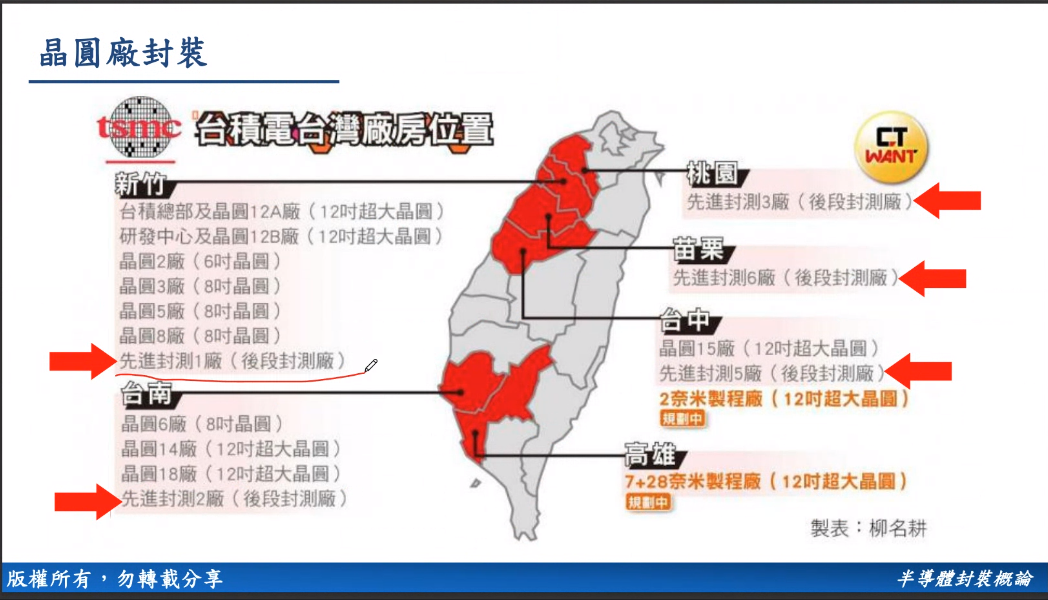 晶圓廠封裝
tsmc
台積電台灣廠房位置
CT
WANT
新竹
台積總部及晶圓12A廠（12吋超大晶圓）
研發中心及晶圓12B廠（12吋超大晶圓）
晶圓2廠（6吋晶圓）
晶圓3廠（8吋晶圓）
晶圓5廠（8吋晶圓）
晶圓8廠（8吋晶圓）
先進封測1廠（後段封測廠）
台南
晶圓6廠（8吋晶圓）
晶圓14廠（12吋超大晶圓）
晶圓18廠（12吋超大晶圓）
先進封測2廠（後段封測廠）
桃園
先進封測3廠（後段封測廠）
苗栗
先進封測6廠（後段封測廠）
台中
晶圓15廠（12吋超大晶圓）
先進封測5廠（後段封測廠）
2奈米製程廠（12吋超大晶圓）
規劃中
高雄
7+28奈米製程廠（12吋超大晶圓）
規劃中
製表：柳名耕
版權所有，勿轉載分享
半導體封裝概論